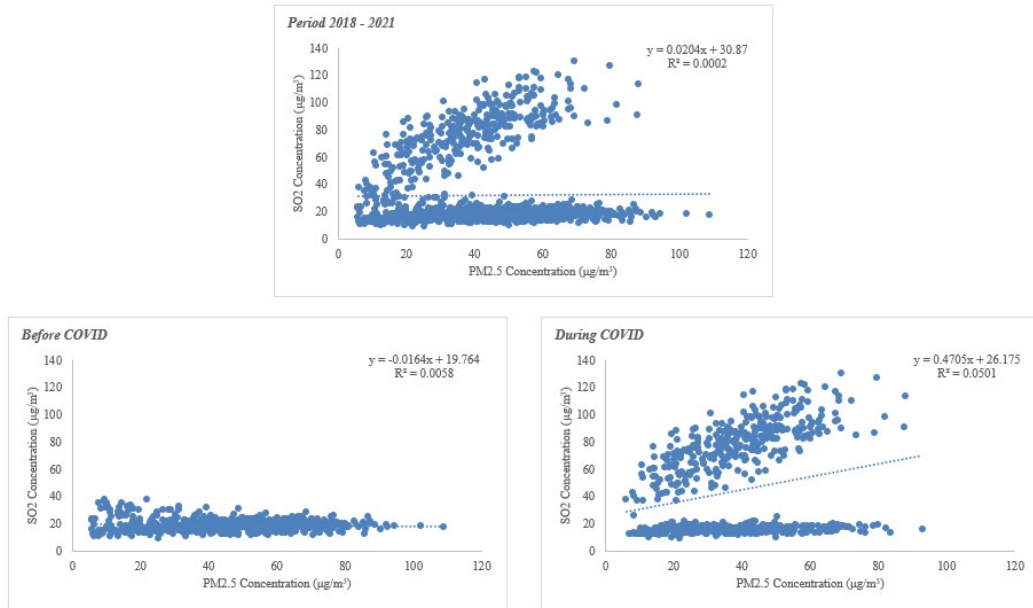 Period 2018 - 2021
y = 0.0204x + 30.87
R² = 0.0002
SO2 Concentration (µg/m³)
140
120
100
80
60
40
20
0
0 20 40 60 80 100 120
PM2.5 Concentration (µg/m³)
Before COVID
y = -0.0164x + 19.764
R² = 0.0058
SO2 Concentration (µg/m³)
140
120
100
80
60
40
20
0
0 20 40 60 80 100 120
PM2.5 Concentration (µg/m³)
During COVID
y = 0.4705x + 26.175
R² = 0.0501
SO2 Concentration (µg/m³)
140
120
100
80
60
40
20
0
0 20 40 60 80 100 120
PM2.5 Concentration (µg/m³)